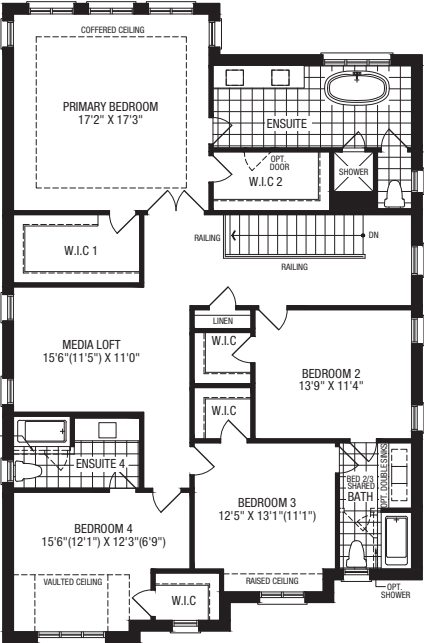 COFFERED CEILING
PRIMARY BEDROOM
17'2" X 17'3"
ENSUITE
OPT.
DOOR
W.I.C 2
SHOWER
W.I.C 1
RAILING
DN
RAILING
LINEN
W.I.C
MEDIA LOFT
15'6"(11'5") X 11'0"
BEDROOM 2
13'9" X 11'4"
W.I.C
ENSUITE 4
BED 2/3
SHARED
BATH
OPT. DOUBLE SINKS
BEDROOM 3
12'5" X 13'1"(11'1")
BEDROOM 4
15'6"(12'1") X 12'3"(6'9")
VAULTED CEILING
RAISED CEILING
W.I.C
OPT.
SHOWER